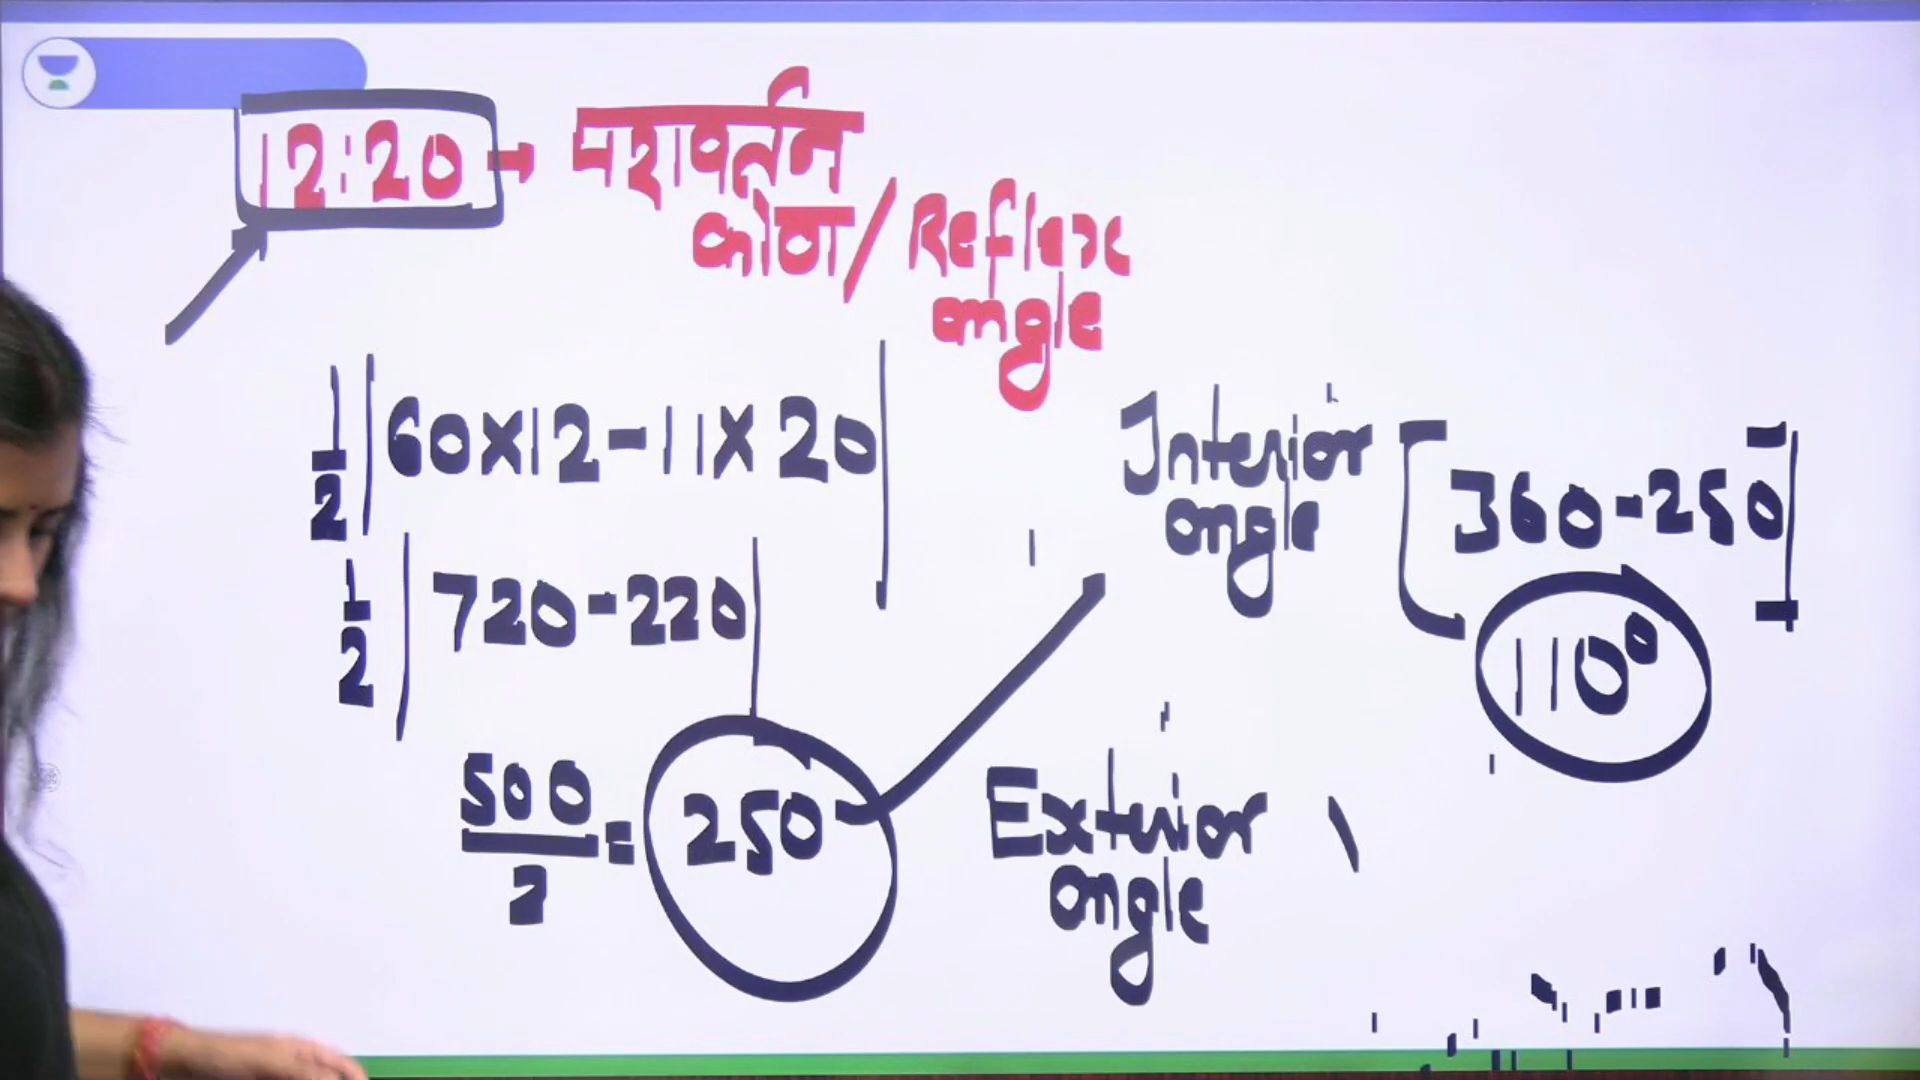 12:20 → महावर्तन
कोण / Reflex
angle
1/2 |60×12-11×20|
1/2 |720-220|
500/2 = 250
Interior
angle
[360-250]
110°
Exterior
angle